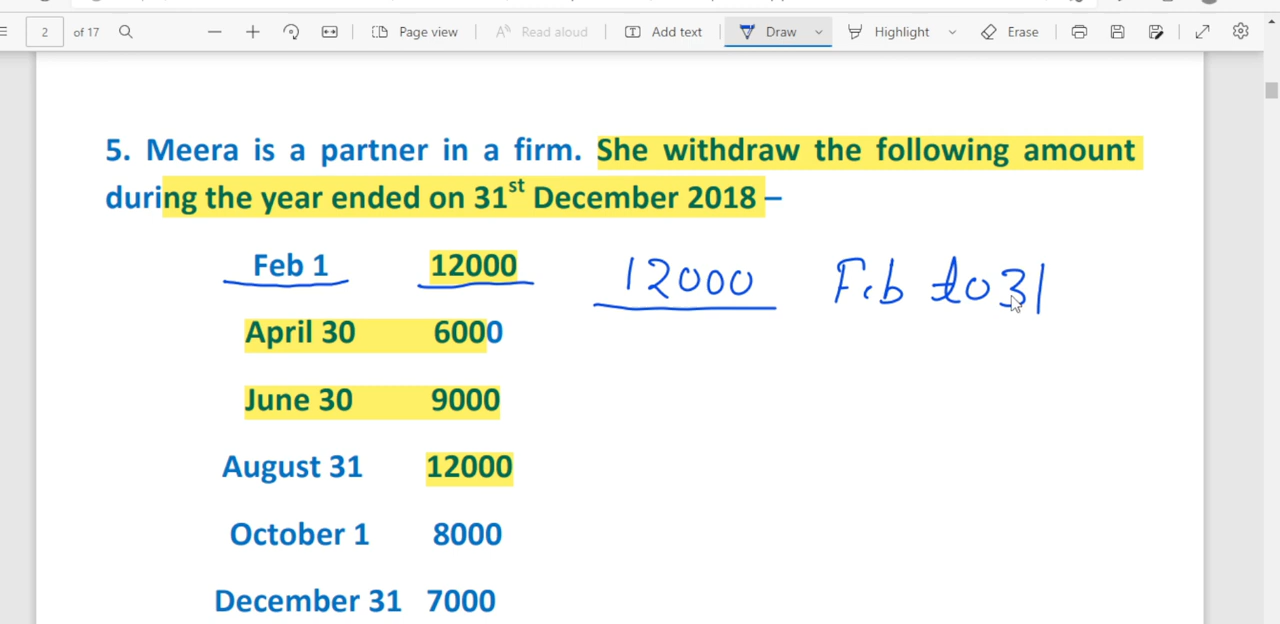 2 of 17 Page view Read aloud Add text Draw Highlight Erase
5. Meera is a partner in a firm. She withdraw the following amount
during the year ended on 31st December 2018 –
Feb 1 12000 12000 Feb to 31
April 30 6000
June 30 9000
August 31 12000
October 1 8000
December 31 7000